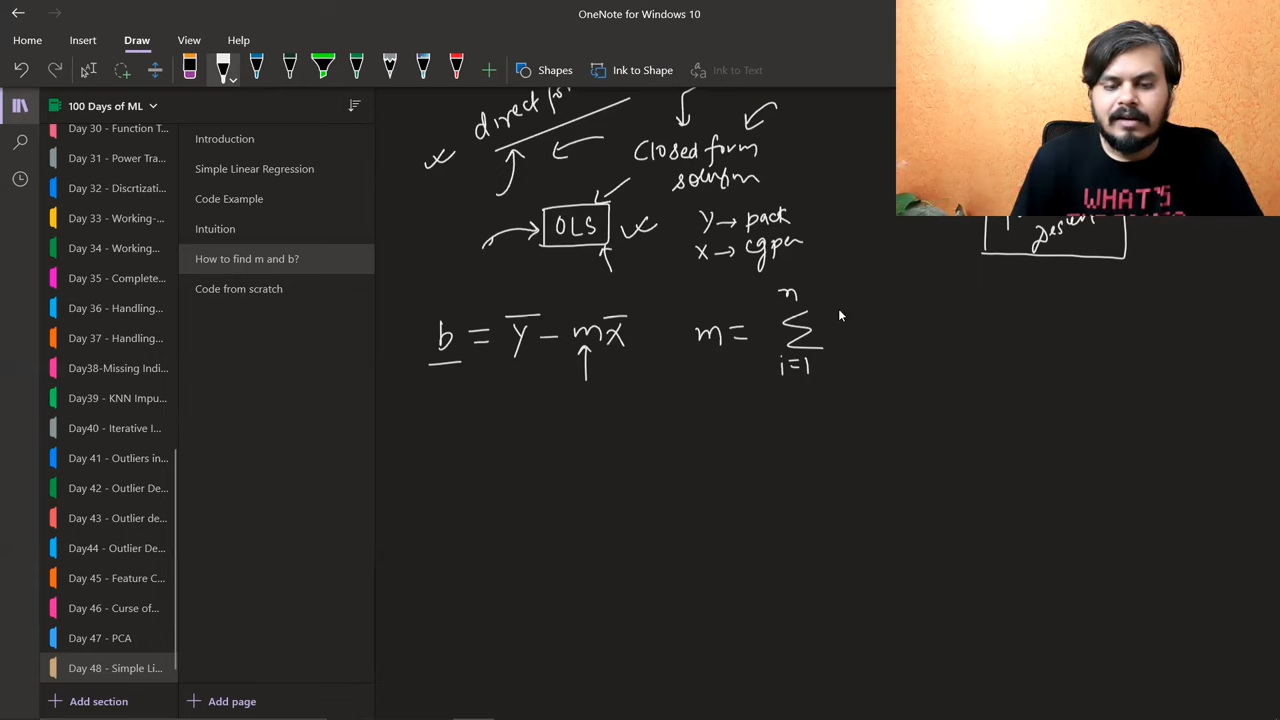 OneNote for Windows 10
Home Insert Draw View Help
Shapes Ink to Shape Ink to Text
100 Days of ML
Day 30 - Function T...
Day 31 - Power Tra...
Day 32 - Discrtizati...
Day 33 - Working-...
Day 34 - Working...
Day 35 - Complete...
Day 36 - Handling...
Day 37 - Handling...
Day38-Missing Indi...
Day39 - KNN Impu...
Day40 - Iterative I...
Day 41 - Outliers in...
Day 42 - Outlier De...
Day 43 - Outlier de...
Day44 - Outlier De...
Day 45 - Feature C...
Day 46 - Curse of...
Day 47 - PCA
Day 48 - Simple Li...
Add section
Introduction
Simple Linear Regression
Code Example
Intuition
How to find m and b?
Code from scratch
Add page
direct
Closed form
solution
OLS
y → pack
x → cgpa
b = y̅ - mx̅
m = n ∑ i=1
WHAT'S